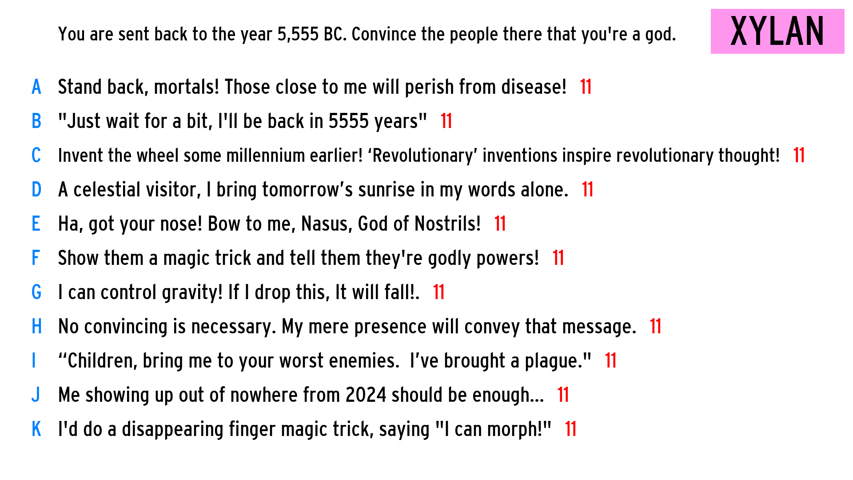 You are sent back to the year 5,555 BC. Convince the people there that you're a god.
XYLAN
A Stand back, mortals! Those close to me will perish from disease! 11
B "Just wait for a bit, I'll be back in 5555 years" 11
C Invent the wheel some millennium earlier! ‘Revolutionary’ inventions inspire revolutionary thought! 11
D A celestial visitor, I bring tomorrow’s sunrise in my words alone. 11
E Ha, got your nose! Bow to me, Nasus, God of Nostrils! 11
F Show them a magic trick and tell them they're godly powers! 11
G I can control gravity! If I drop this, It will fall!. 11
H No convincing is necessary. My mere presence will convey that message. 11
I “Children, bring me to your worst enemies. I’ve brought a plague." 11
J Me showing up out of nowhere from 2024 should be enough... 11
K I'd do a disappearing finger magic trick, saying "I can morph!" 11